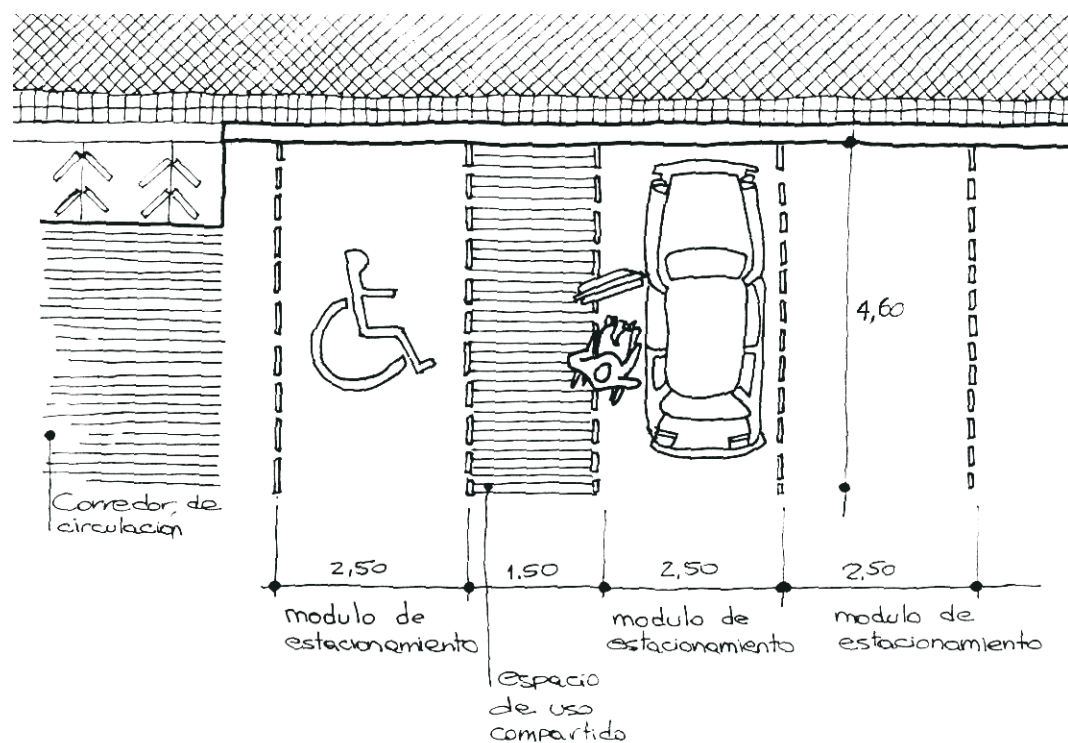 4,60
Corredor de
circulación
2,50
1.50
2,50
2,50
modulo de
estacionamiento
modulo de
estacionamiento
modulo de
estacionamiento
espacio
de uso
compartido